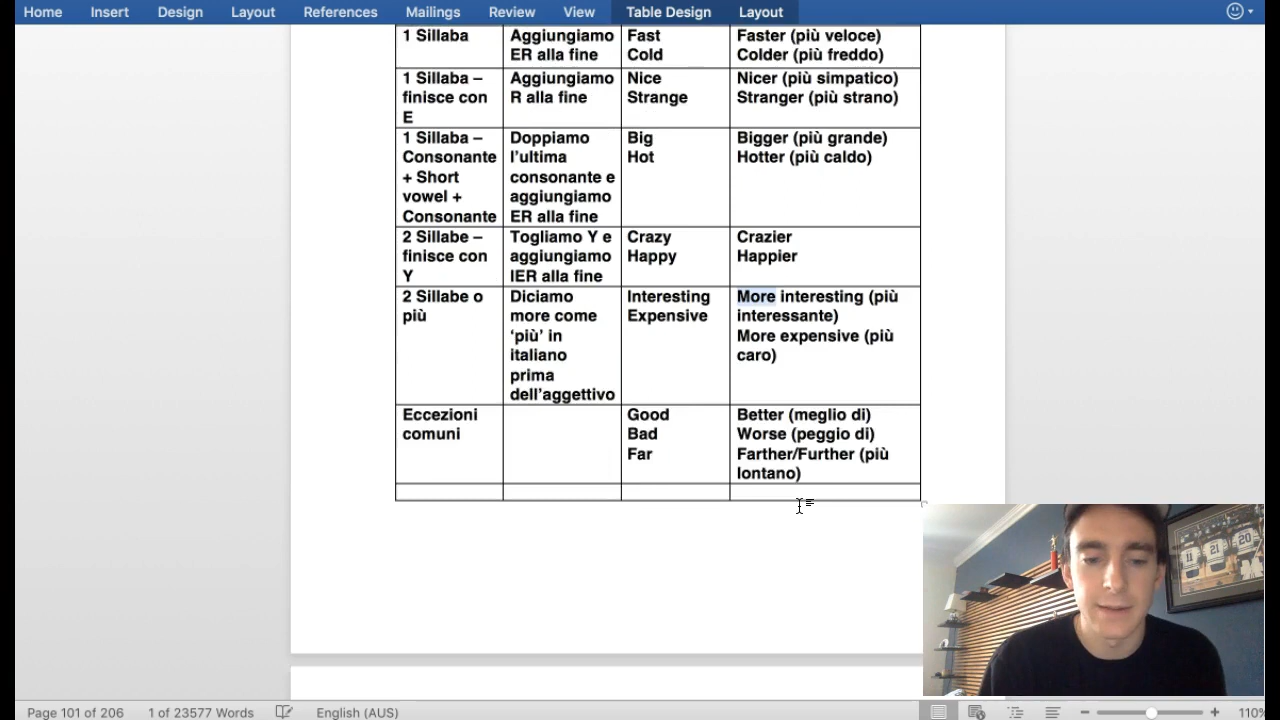 Home Insert Design Layout References Mailings Review View Table Design Layout
1 Sillaba
Aggiungiamo
ER alla fine
Fast
Cold
Faster (più veloce)
Colder (più freddo)
1 Sillaba –
finisce con
E
Aggiungiamo
R alla fine
Nice
Strange
Nicer (più simpatico)
Stranger (più strano)
1 Sillaba –
Consonante
+ Short
vowel +
Consonante
Doppiamo
l’ultima
consonante e
aggiungiamo
ER alla fine
Big
Hot
Bigger (più grande)
Hotter (più caldo)
2 Sillabe –
finisce con
Y
Togliamo Y e
aggiungiamo
IER alla fine
Crazy
Happy
Crazier
Happier
2 Sillabe o
più
Diciamo
more come
‘più’ in
italiano
prima
dell’aggettivo
Interesting
Expensive
More interesting (più
interessante)
More expensive (più
caro)
Eccezioni
comuni
Good
Bad
Far
Better (meglio di)
Worse (peggio di)
Farther/Further (più
lontano)
11 21 20
Page 101 of 206 1 of 23577 Words English (AUS) 110%